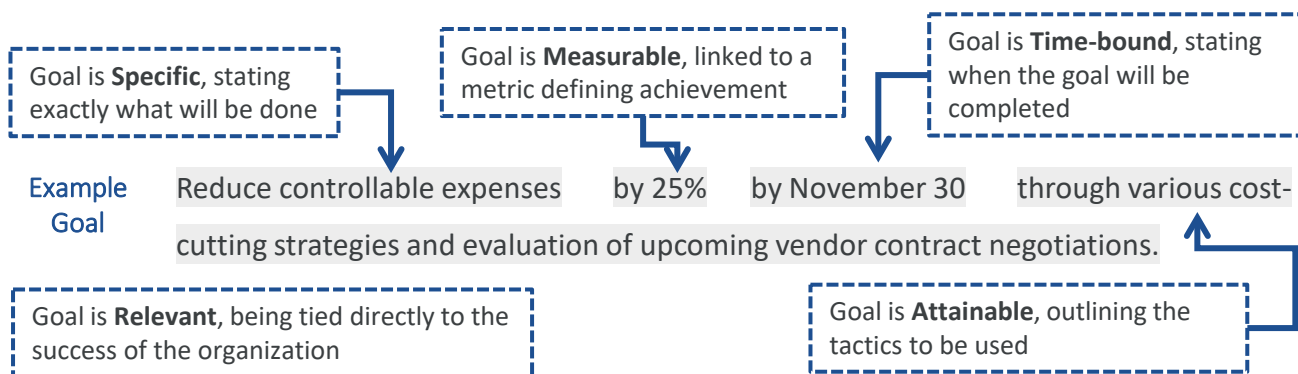 Goal is Specific, stating
exactly what will be done
Goal is Measurable, linked to a
metric defining achievement
Goal is Time-bound, stating
when the goal will be
completed
Example
Goal
Reduce controllable expenses by 25% by November 30 through various cost-
cutting strategies and evaluation of upcoming vendor contract negotiations.
Goal is Relevant, being tied directly to the
success of the organization
Goal is Attainable, outlining the
tactics to be used